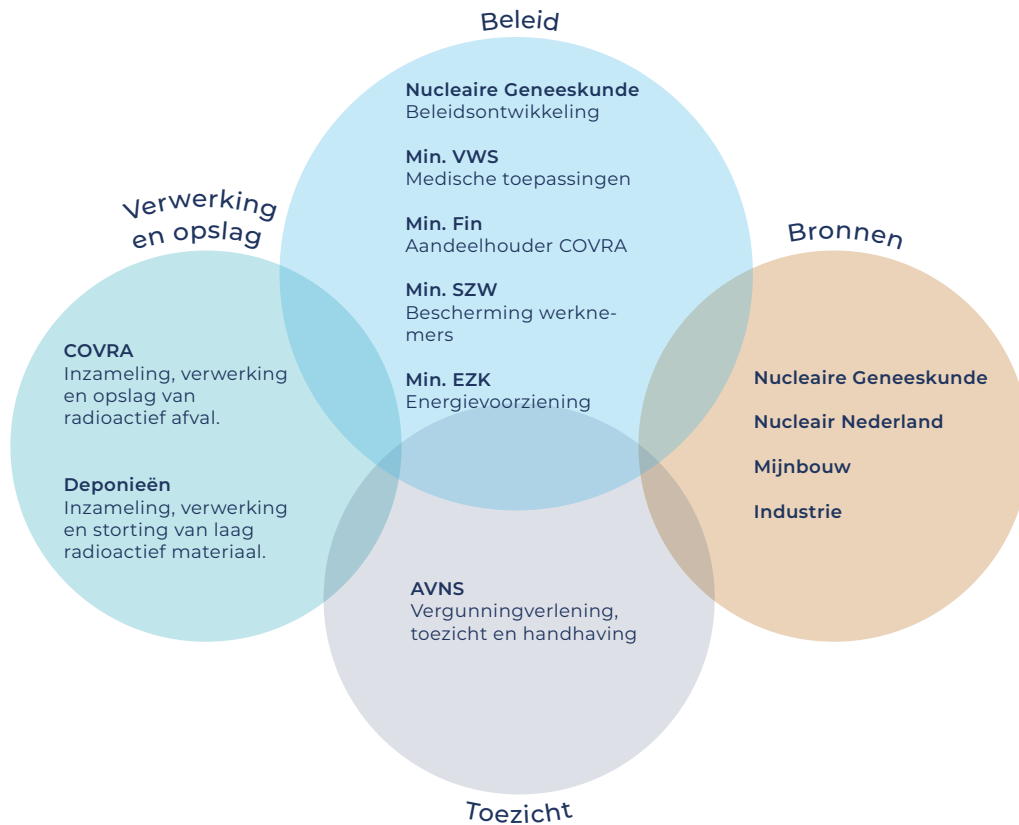 Beleid
Nucleaire Geneeskunde
Beleidsontwikkeling
Min. VWS
Medische toepassingen
Min. Fin
Aandeelhouder COVRA
Min. SZW
Bescherming werkne-
mers
Min. EZK
Energievoorziening
Verwerking
en opslag
COVRA
Inzameling, verwerking
en opslag van
radioactief afval.
Deponieën
Inzameling, verwerking
en storting van laag
radioactief materiaal.
Bronnen
Nucleaire Geneeskunde
Nucleair Nederland
Mijnbouw
Industrie
AVNS
Vergunningverlening,
toezicht en handhaving
Toezicht